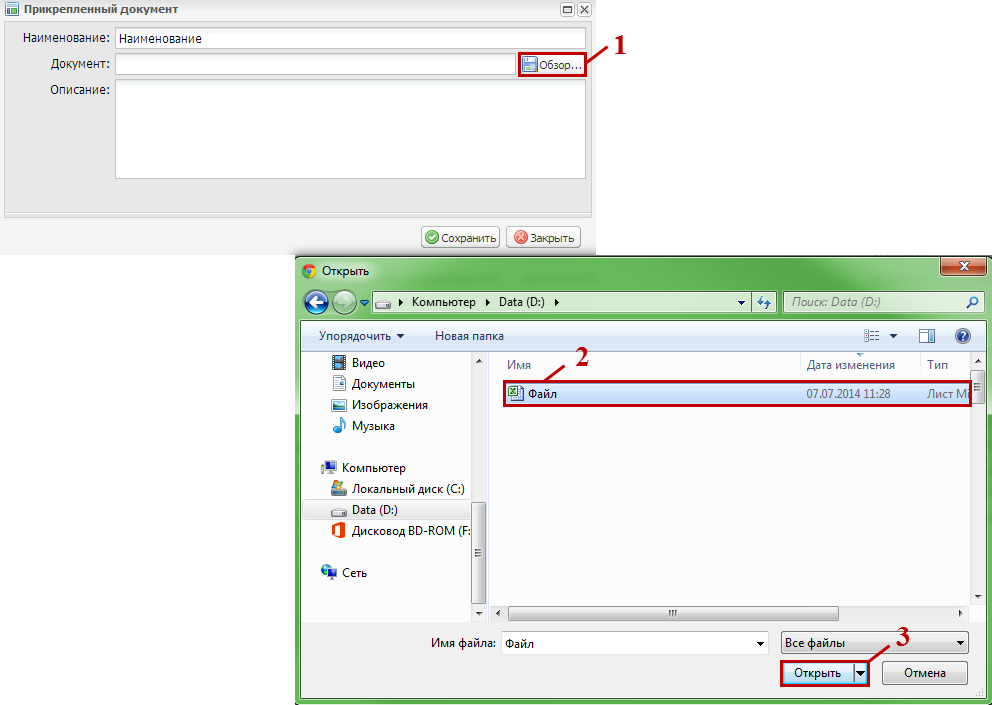 Прикрепленный документ
Наименование: Наименование
Документ: Обзор...
1
Описание:
Сохранить Закрыть
Открыть
Компьютер Data (D:) Поиск: Data (D:)
Упорядочить Новая папка
Имя Дата изменения Тип
2
Видео
Документы
Изображения
Музыка
Компьютер
Локальный диск (C:)
Data (D:)
Дисковод BD-ROM (F:
Сеть
Файл 07.07.2014 11:28 Лист Mi
Имя файла: Файл Все файлы
3
Открыть Отмена